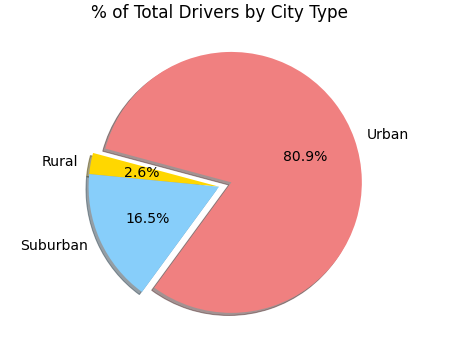 % of Total Drivers by City Type
Urban
80.9%
Rural
2.6%
16.5%
Suburban